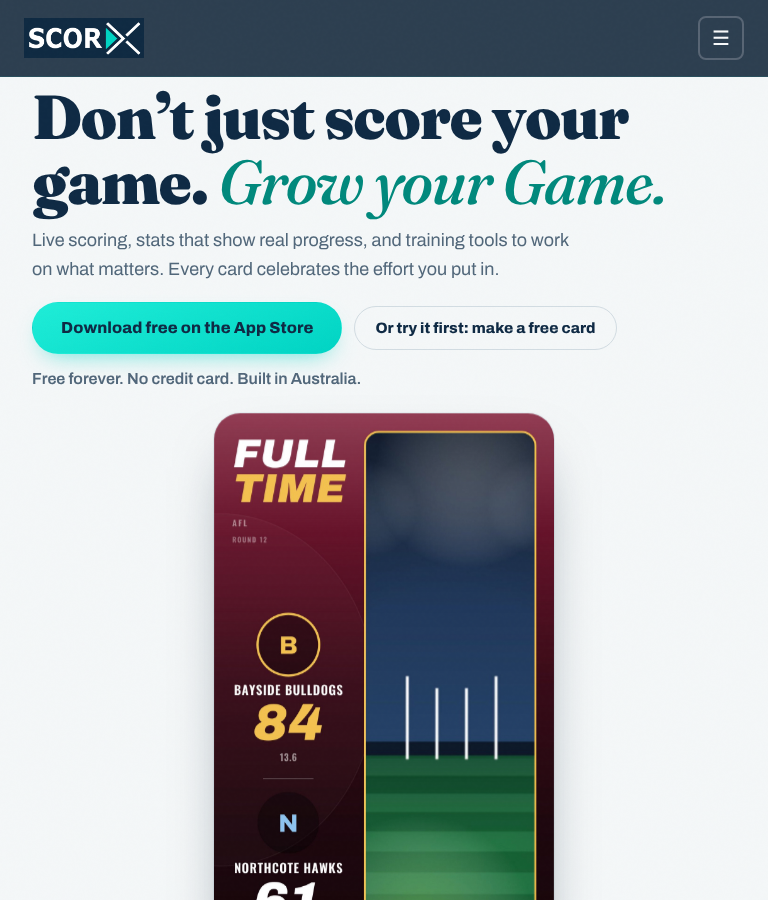 SCOR
☰
Don’t just score your
game. Grow your Game.
Live scoring, stats that show real progress, and training tools to work
on what matters. Every card celebrates the effort you put in.
Download free on the App Store
Or try it first: make a free card
Free forever. No credit card. Built in Australia.
FULL
TIME
AFL
ROUND 12
B
BAYSIDE BULLDOGS
84
13.6
N
NORTHCOTE HAWKS
61